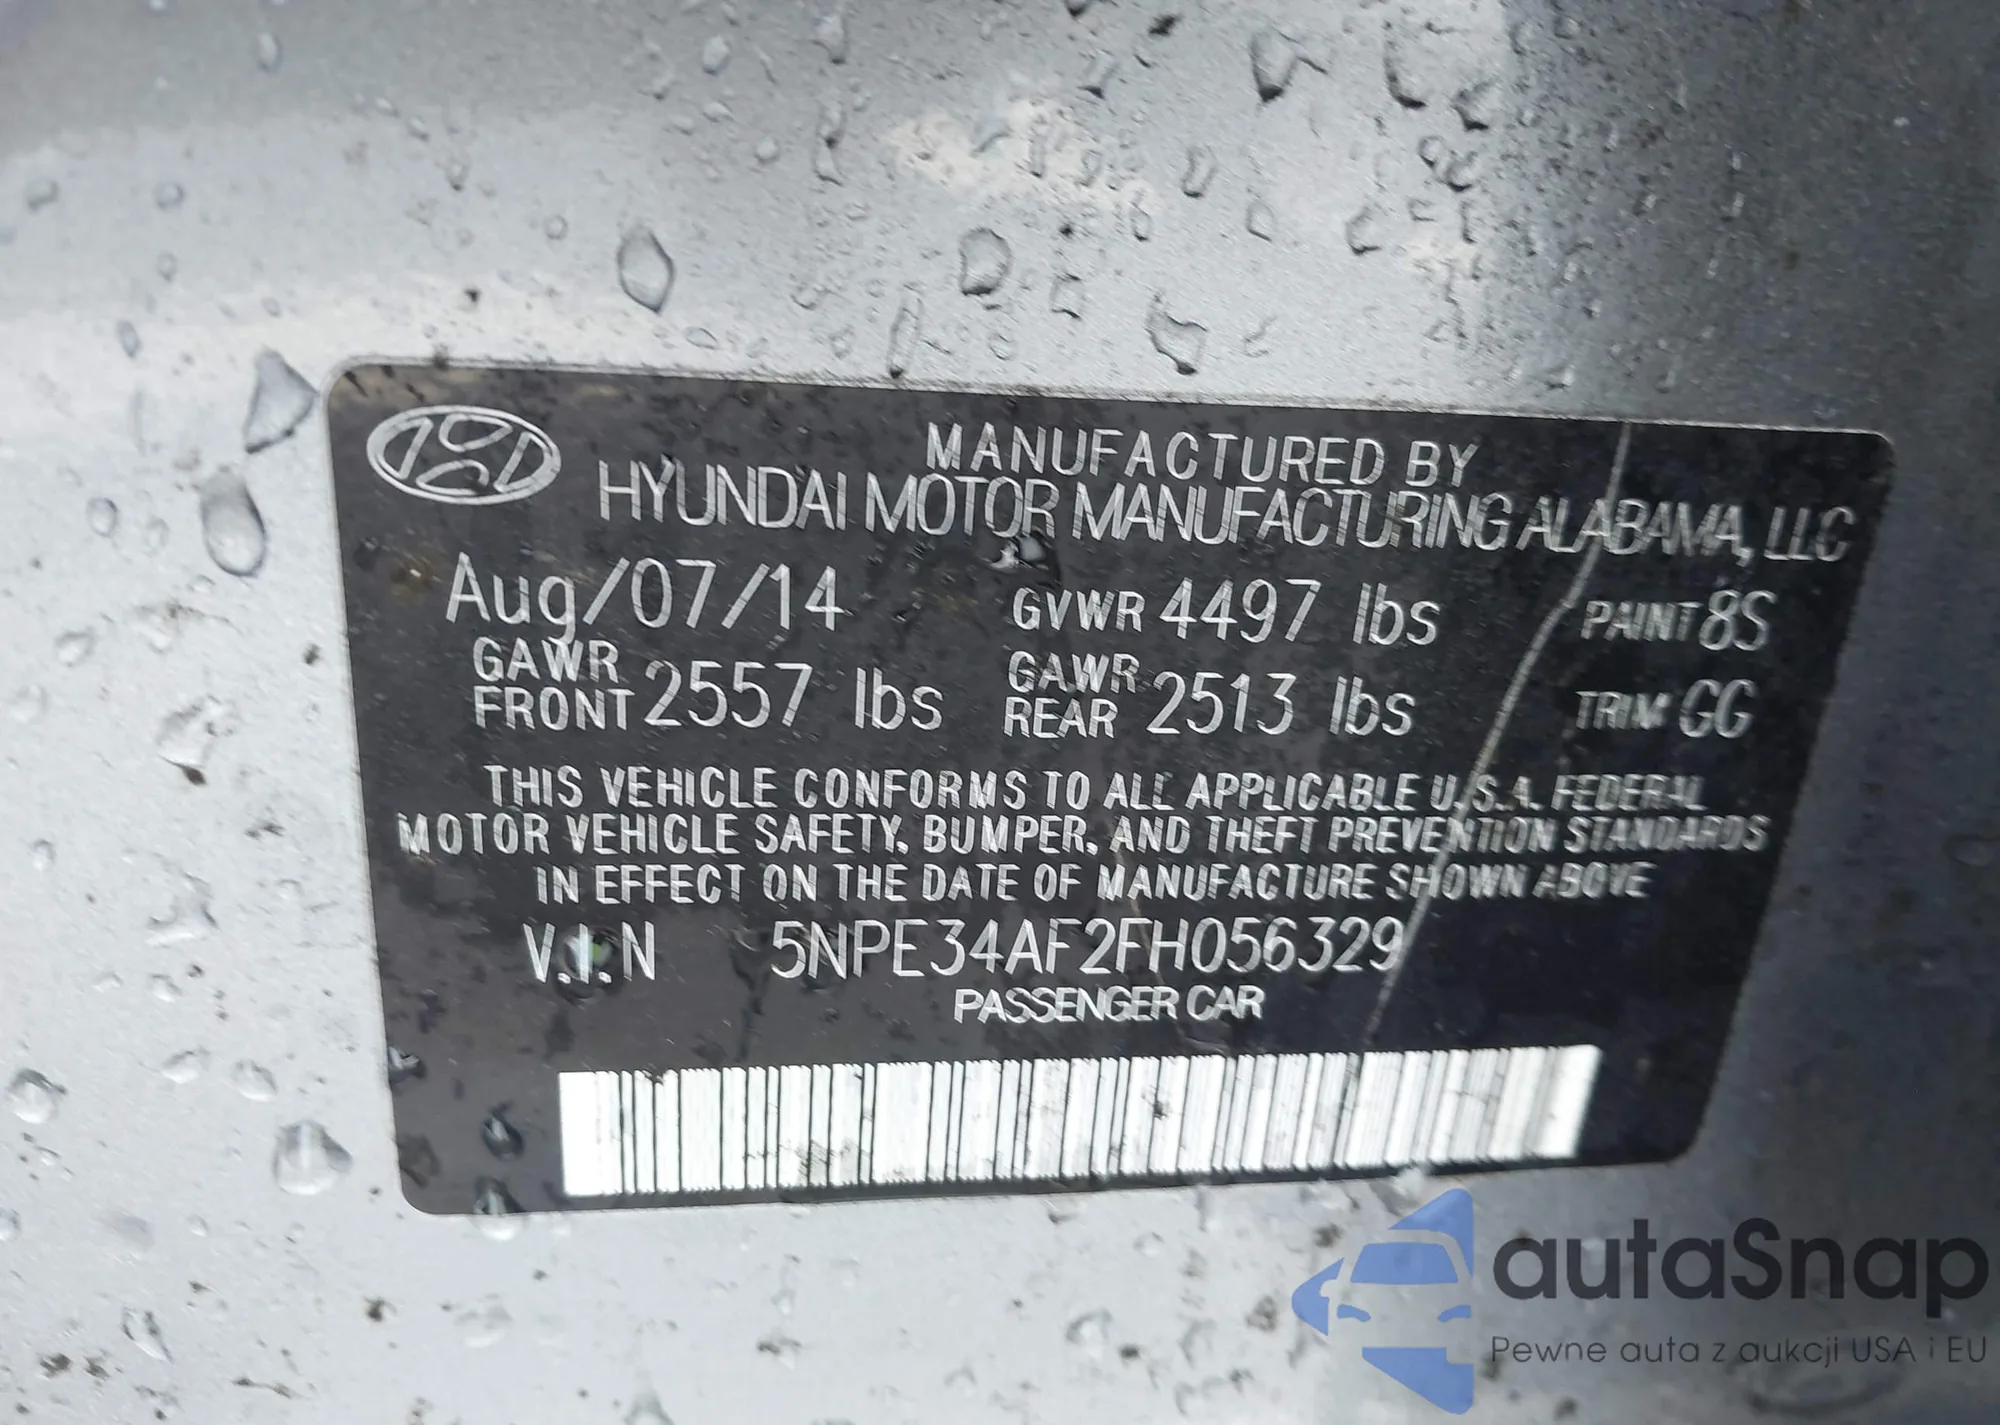 MANUFACTURED BY
HYUNDAI MOTOR MANUFACTURING ALABAMA, LLC
Aug/07/14 GVWR 4497 lbs PAINT 8S
GAWR FRONT 2557 lbs GAWR REAR 2513 lbs TRIM GG
THIS VEHICLE CONFORMS TO ALL APPLICABLE U.S.A. FEDERAL
MOTOR VEHICLE SAFETY, BUMPER, AND THEFT PREVENTION STANDARDS
IN EFFECT ON THE DATE OF MANUFACTURE SHOWN ABOVE
V.I.N 5NPE34AF2FH056329
PASSENGER CAR
autaSnap
Pewne auta z aukcji USA i EU